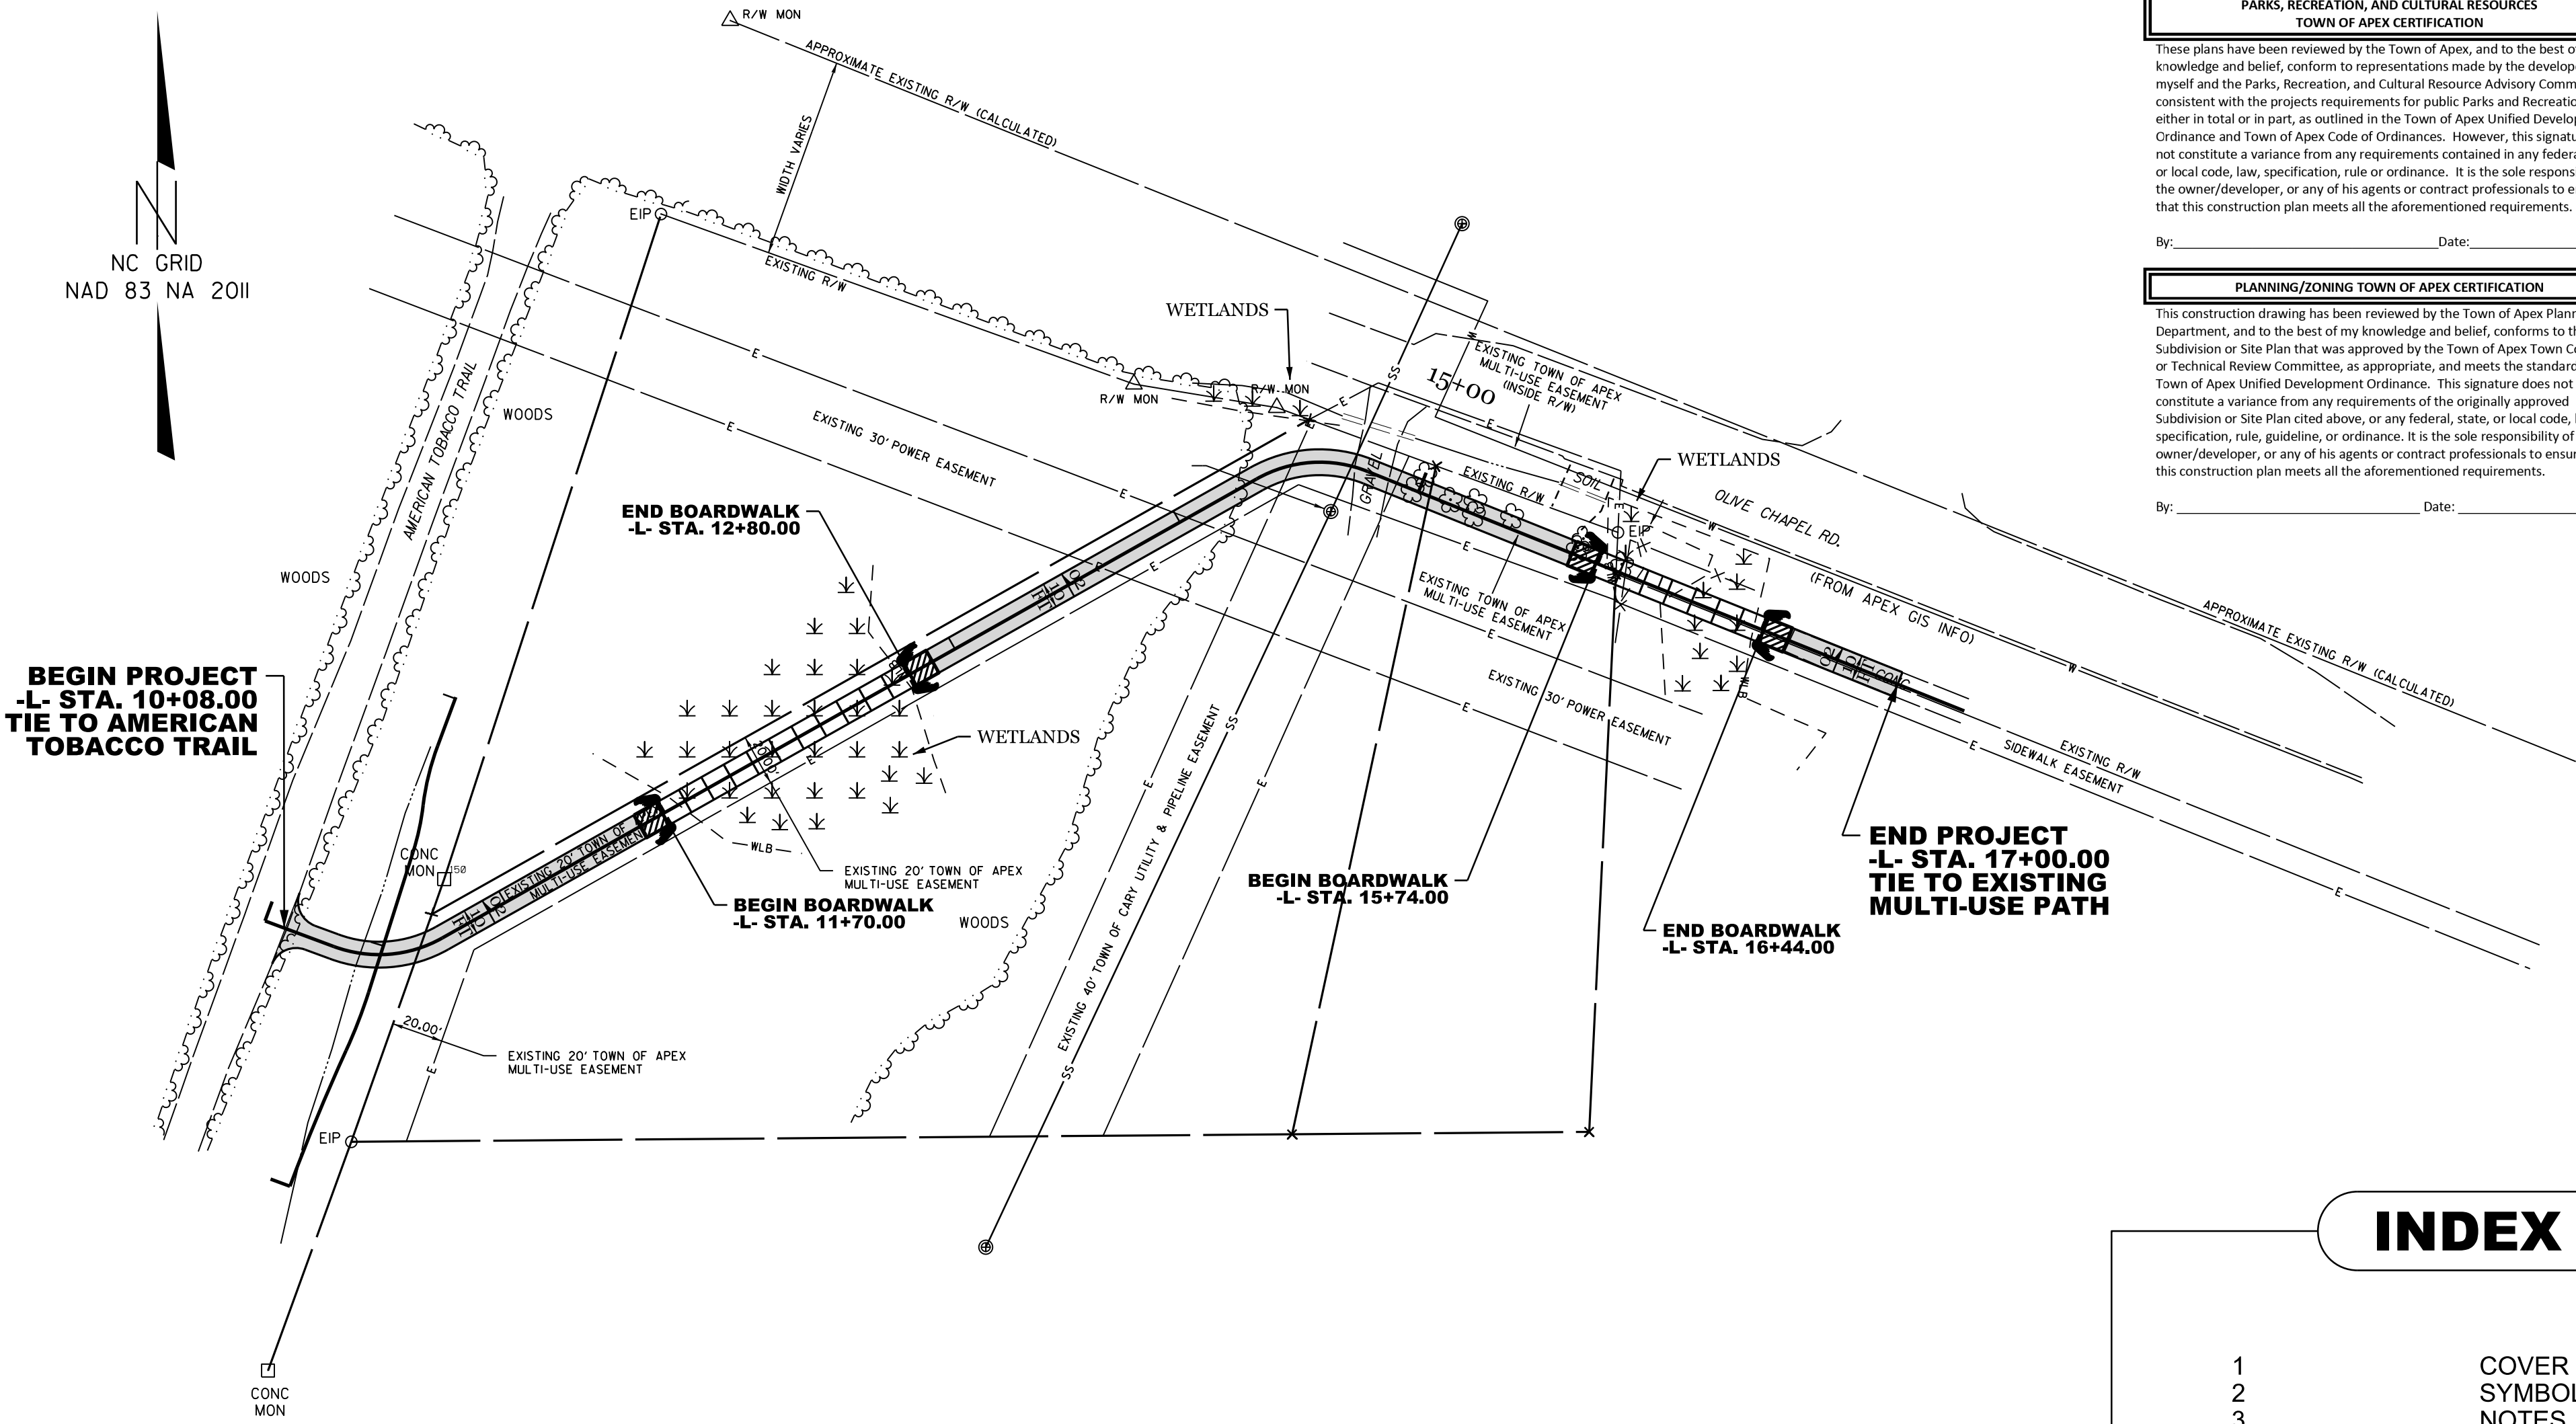 R/W MON
APPROXIMATE EXISTING R/W (CALCULATED)
WIDTH VARIES
NC GRID
NAD 83 NA 2011
EIP
EXISTING R/W
AMERICAN TOBACCO TRAIL
WOODS
WOODS
E
E
EXISTING 30' POWER EASEMENT
WETLANDS
R/W MON
R/W MON
SS
E
15+00
EXISTING TOWN OF APEX
MULTI-USE EASEMENT
(INSIDE R/W)
W
E
GRAVEL
EXISTING R/W
SOIL
WETLANDS
EIP
OLIVE CHAPEL RD.
(FROM APEX GIS INFO)
W
W
APPROXIMATE EXISTING R/W (CALCULATED)
END BOARDWALK
-L- STA. 12+80.00
E
E
E
EXISTING TOWN OF APEX
MULTI-USE EASEMENT
E
EXISTING 30' POWER EASEMENT
E
WLB
CONC
EXISTING R/W
SIDEWALK EASEMENT
E
E
BEGIN PROJECT
-L- STA. 10+08.00
TIE TO AMERICAN
TOBACCO TRAIL
WETLANDS
E
WLB
EXISTING 20' TOWN OF APEX
MULTI-USE EASEMENT
EXISTING 20' TOWN OF
MULTI-USE EASEMENT
CONC
MON
150
BEGIN BOARDWALK
-L- STA. 11+70.00
WOODS
EXISTING 40' TOWN OF CARY UTILITY & PIPELINE EASEMENT
SS
SS
E
E
BEGIN BOARDWALK
-L- STA. 15+74.00
END BOARDWALK
-L- STA. 16+44.00
END PROJECT
-L- STA. 17+00.00
TIE TO EXISTING
MULTI-USE PATH
20.00'
EXISTING 20' TOWN OF APEX
MULTI-USE EASEMENT
E
EIP
CONC
MON
PARKS, RECREATION, AND CULTURAL RESOURCES
TOWN OF APEX CERTIFICATION
These plans have been reviewed by the Town of Apex, and to the best o
knowledge and belief, conform to representations made by the develope
myself and the Parks, Recreation, and Cultural Resource Advisory Comm
consistent with the projects requirements for public Parks and Recreatio
either in total or in part, as outlined in the Town of Apex Unified Develop
Ordinance and Town of Apex Code of Ordinances. However, this signatu
not constitute a variance from any requirements contained in any federa
or local code, law, specification, rule or ordinance. It is the sole respons
the owner/developer, or any of his agents or contract professionals to e
that this construction plan meets all the aforementioned requirements.
By: Date:
PLANNING/ZONING TOWN OF APEX CERTIFICATION
This construction drawing has been reviewed by the Town of Apex Plann
Department, and to the best of my knowledge and belief, conforms to th
Subdivision or Site Plan that was approved by the Town of Apex Town C
or Technical Review Committee, as appropriate, and meets the standard
Town of Apex Unified Development Ordinance. This signature does not
constitute a variance from any requirements of the originally approved
Subdivision or Site Plan cited above, or any federal, state, or local code,
specification, rule, guideline, or ordinance. It is the sole responsibility of
owner/developer, or any of his agents or contract professionals to ensur
this construction plan meets all the aforementioned requirements.
By: Date:
INDEX
1 COVER
2 SYMBOL
3 NOTES